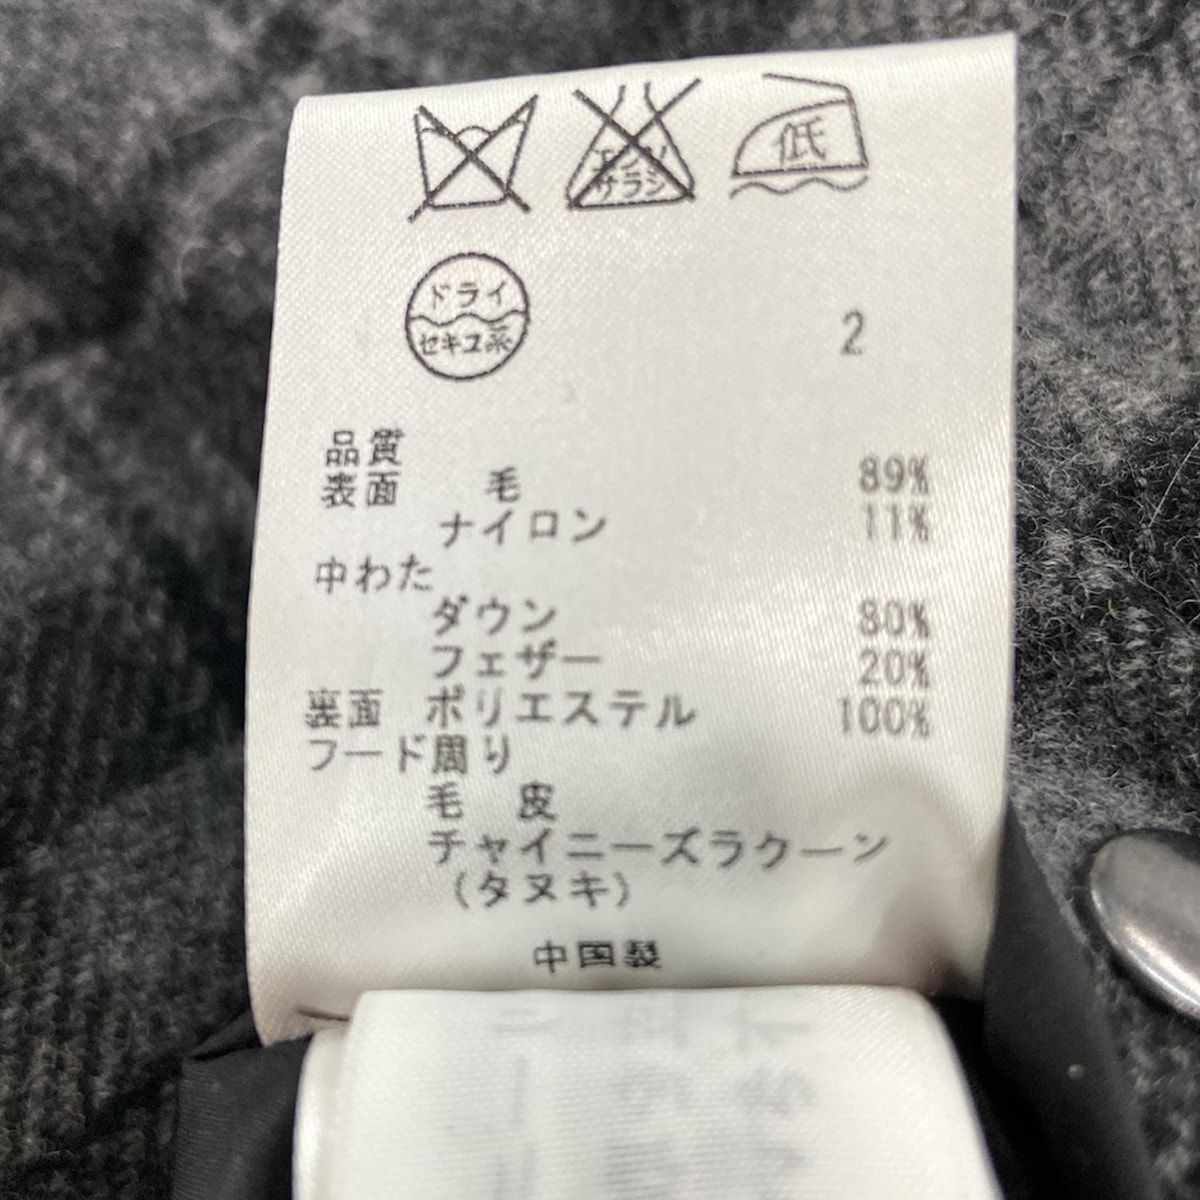 エンソ
サラシ
低
ドライ
セキユ系
2
品質
表面 毛 89%
ナイロン 11%
中わた
ダウン 80%
フェザー 20%
裏面 ポリエステル 100%
フード周り
毛皮
チャイニーズラクーン
(タヌキ)
中国製